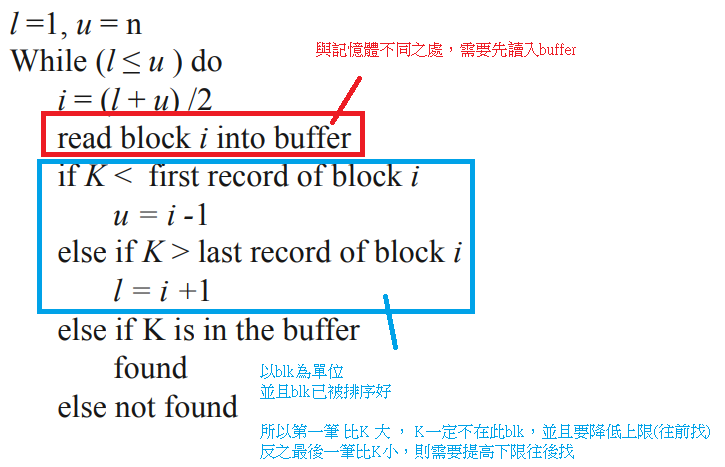 l =1, u = n
While (l ≤ u ) do
i = (l + u) /2
read block i into buffer
if K < first record of block i
u = i -1
else if K > last record of block i
l = i +1
else if K is in the buffer
found
else not found
與記憶體不同之處，需要先讀入buffer
以blk為單位
並且blk已被排序好
所以第一筆 比K 大 ， K一定不在此blk，並且要降低上限(往前找)
反之最後一筆比K小，則需要提高下限往後找